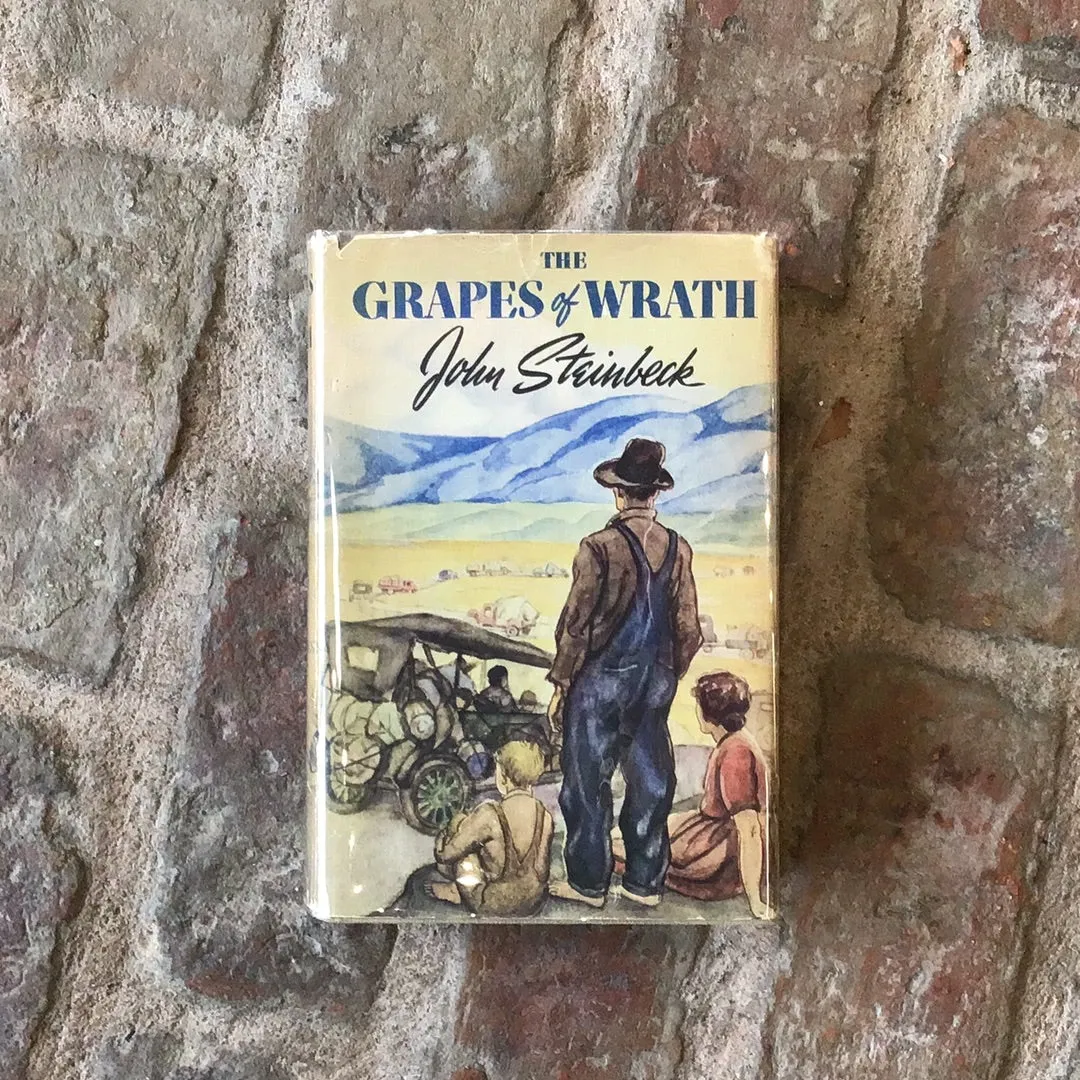 THE
GRAPES of WRATH
John Steinbeck